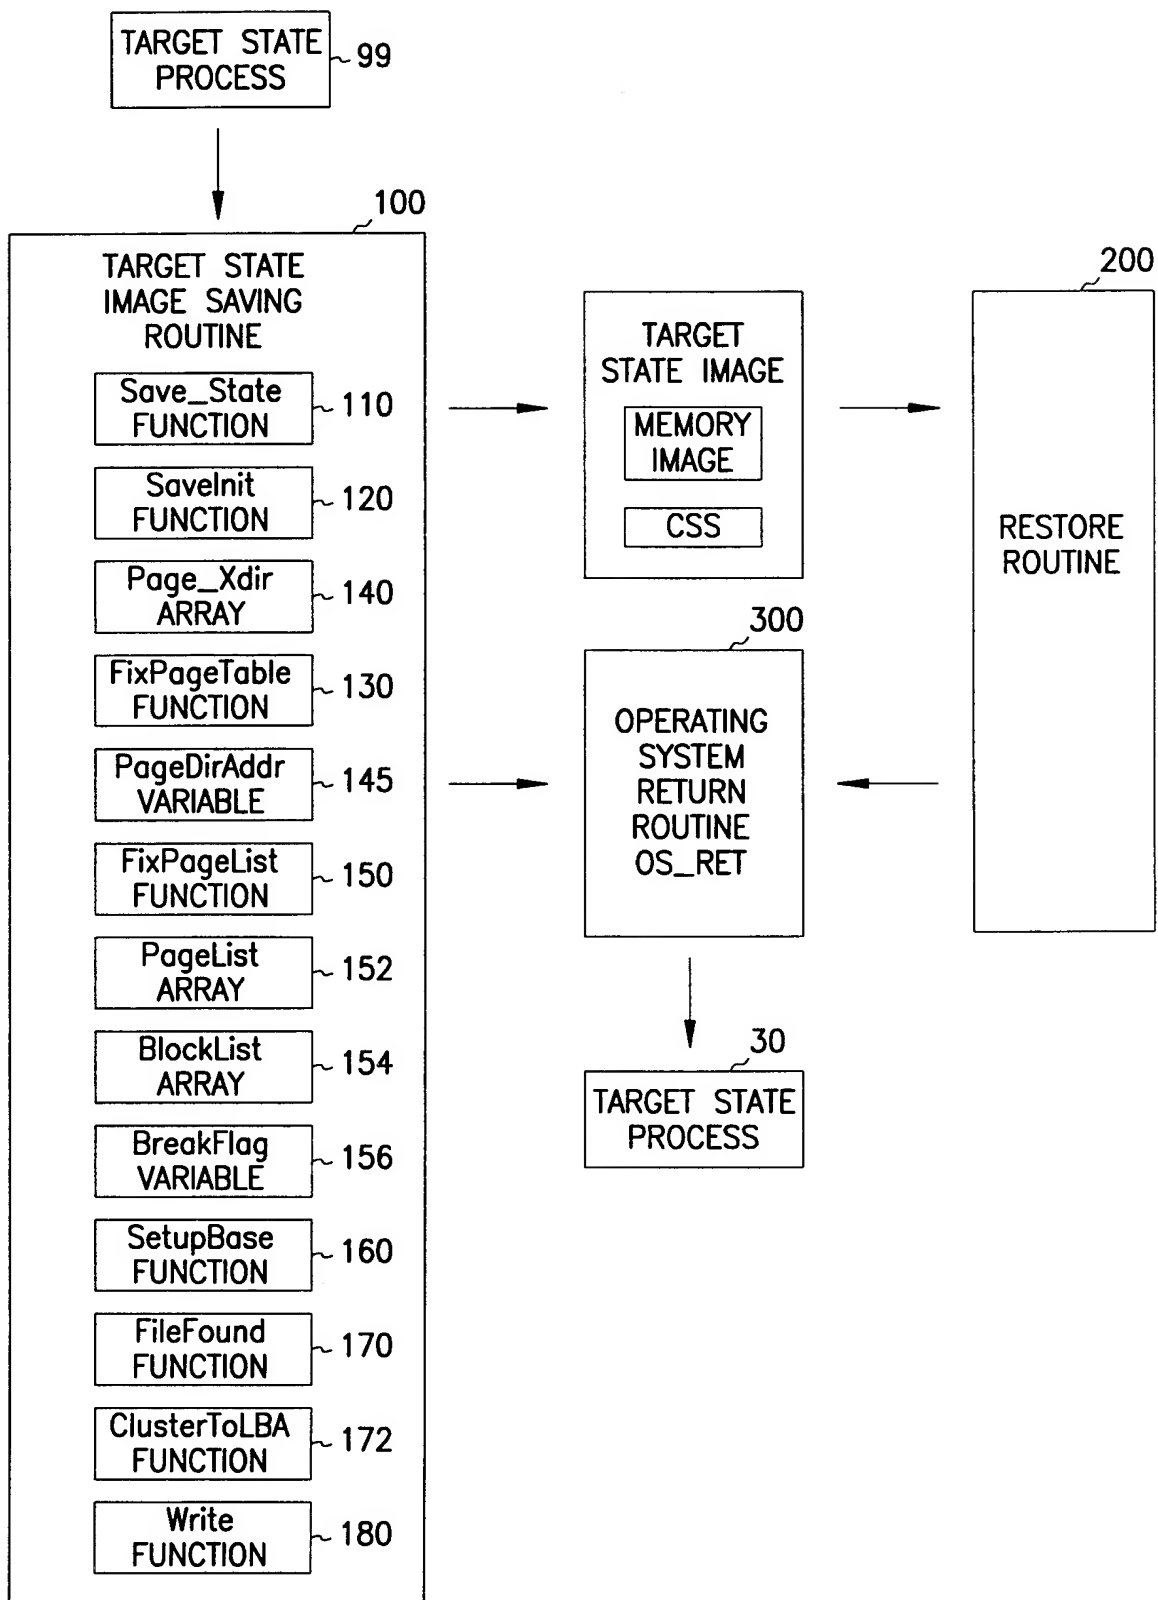 TARGET STATE
PROCESS
99
100
TARGET STATE
IMAGE SAVING
ROUTINE
Save_State
FUNCTION
110
SaveInit
FUNCTION
120
Page_Xdir
ARRAY
140
FixPageTable
FUNCTION
130
PageDirAddr
VARIABLE
145
FixPageList
FUNCTION
150
PageList
ARRAY
152
BlockList
ARRAY
154
BreakFlag
VARIABLE
156
SetupBase
FUNCTION
160
FileFound
FUNCTION
170
ClusterToLBA
FUNCTION
172
Write
FUNCTION
180
TARGET
STATE IMAGE
MEMORY
IMAGE
CSS
300
OPERATING
SYSTEM
RETURN
ROUTINE
OS_RET
30
TARGET STATE
PROCESS
200
RESTORE
ROUTINE